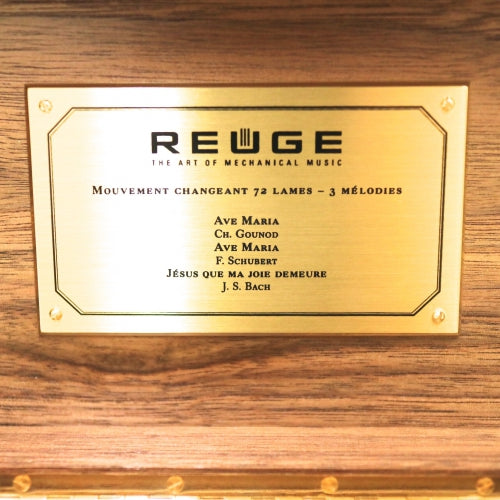 REUGE
THE ART OF MECHANICAL MUSIC
MOUVEMENT CHANGEANT 72 LAMES – 3 MÉLODIES
AVE MARIA
CH. GOUNOD
AVE MARIA
F. SCHUBERT
JÉSUS QUE MA JOIE DEMEURE
J. S. BACH